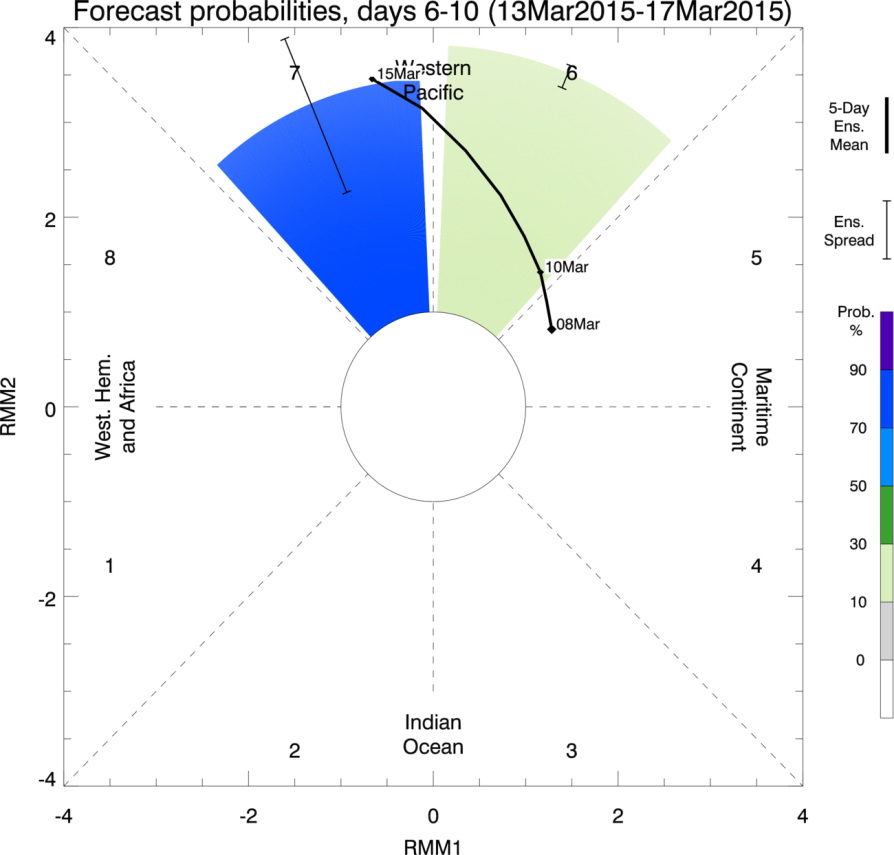 Forecast probabilities, days 6-10 (13Mar2015-17Mar2015)
4
7
15Mar
Western
Pacific
6
5-Day
Ens.
Mean
2
8
5
Ens.
Spread
10Mar
08Mar
Prob.
%
90
70
50
30
10
0
RMM2
West. Hem.
and Africa
0
Maritime
Continent
1
4
-2
Indian
Ocean
2
3
-4
-4
-2
0
2
4
RMM1